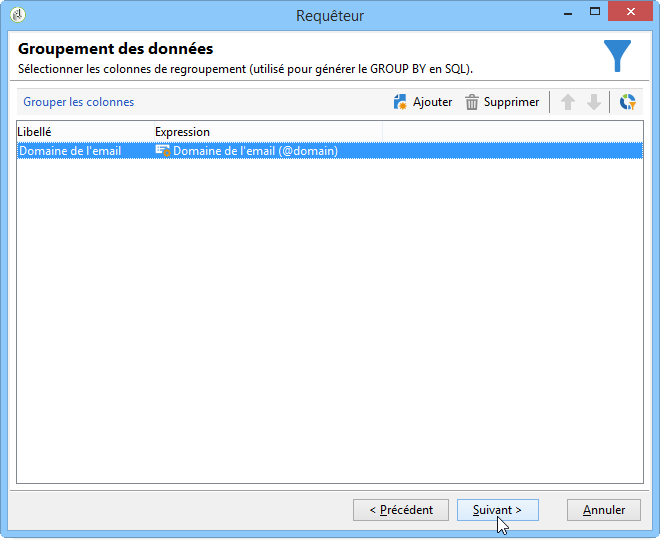 Requêteur
Groupement des données
Sélectionner les colonnes de regroupement (utilisé pour générer le GROUP BY en SQL).
Grouper les colonnes Ajouter Supprimer
Libellé Expression
Domaine de l'email Domaine de l'email (@domain)
< Précédent Suivant > Annuler